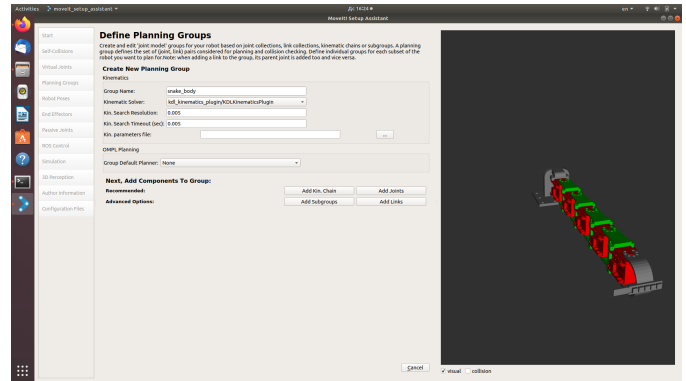 Activities
moveit_setup_assistant
Дс 16:24
en
MoveIt Setup Assistant
Start
Self-Collisions
Virtual Joints
Planning Groups
Robot Poses
End Effectors
Passive Joints
ROS Control
Simulation
3D Perception
Author Information
Configuration Files
Define Planning Groups
Create and edit 'joint model' groups for your robot based on joint collections, link collections, kinematic chains or subgroups. A planning
group defines the set of (joint, link) pairs considered for planning and collision checking. Define individual groups for each subset of the
robot you want to plan for.Note: when adding a link to the group, its parent joint is added too and vice versa.
Create New Planning Group
Kinematics
Group Name: snake_body
Kinematic Solver: kdl_kinematics_plugin/KDLKinematicsPlugin
Kin. Search Resolution: 0.005
Kin. Search Timeout (sec): 0.005
Kin. parameters file: ...
OMPL Planning
Group Default Planner: None
Next, Add Components To Group:
Recommended: Add Kin. Chain Add Joints
Advanced Options: Add Subgroups Add Links
Cancel
visual collision